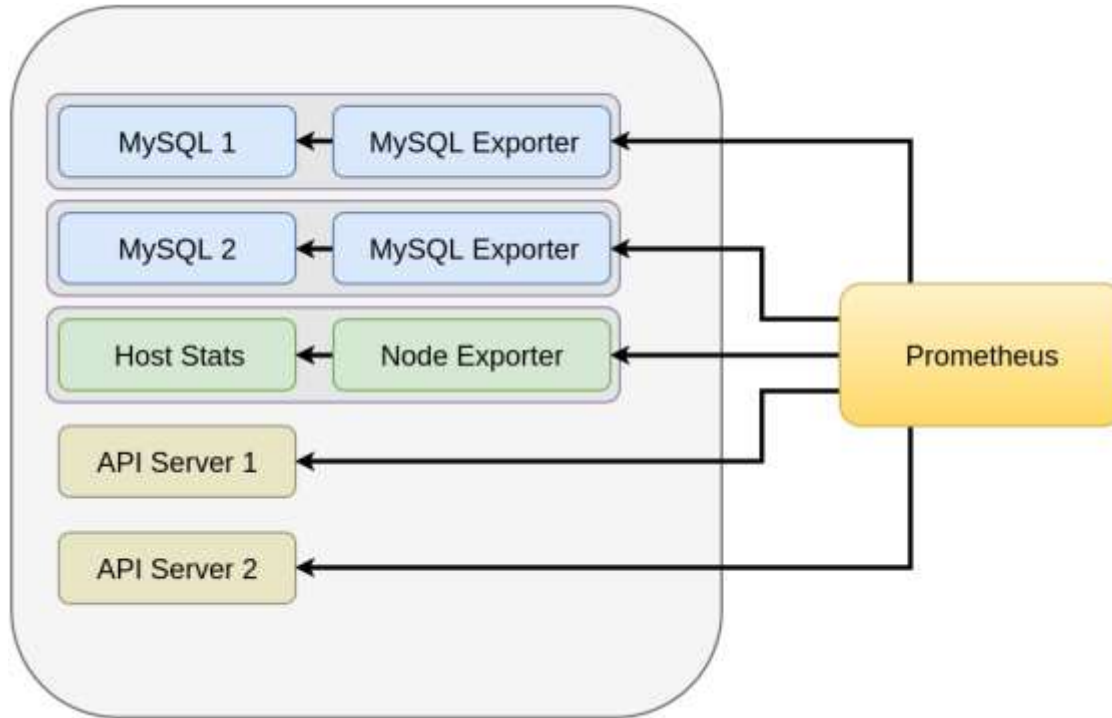 MySQL 1
MySQL Exporter
MySQL 2
MySQL Exporter
Host Stats
Node Exporter
Prometheus
API Server 1
API Server 2